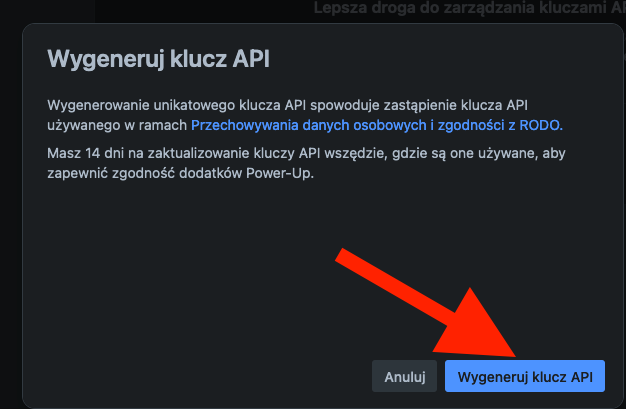 Lepsza droga do zarządzania kluczami AP
Wygeneruj klucz API
Wygenerowanie unikatowego klucza API spowoduje zastąpienie klucza API
używanego w ramach Przechowywania danych osobowych i zgodności z RODO.
Masz 14 dni na zaktualizowanie kluczy API wszędzie, gdzie są one używane, aby
zapewnić zgodność dodatków Power-Up.
Anuluj
Wygeneruj klucz API